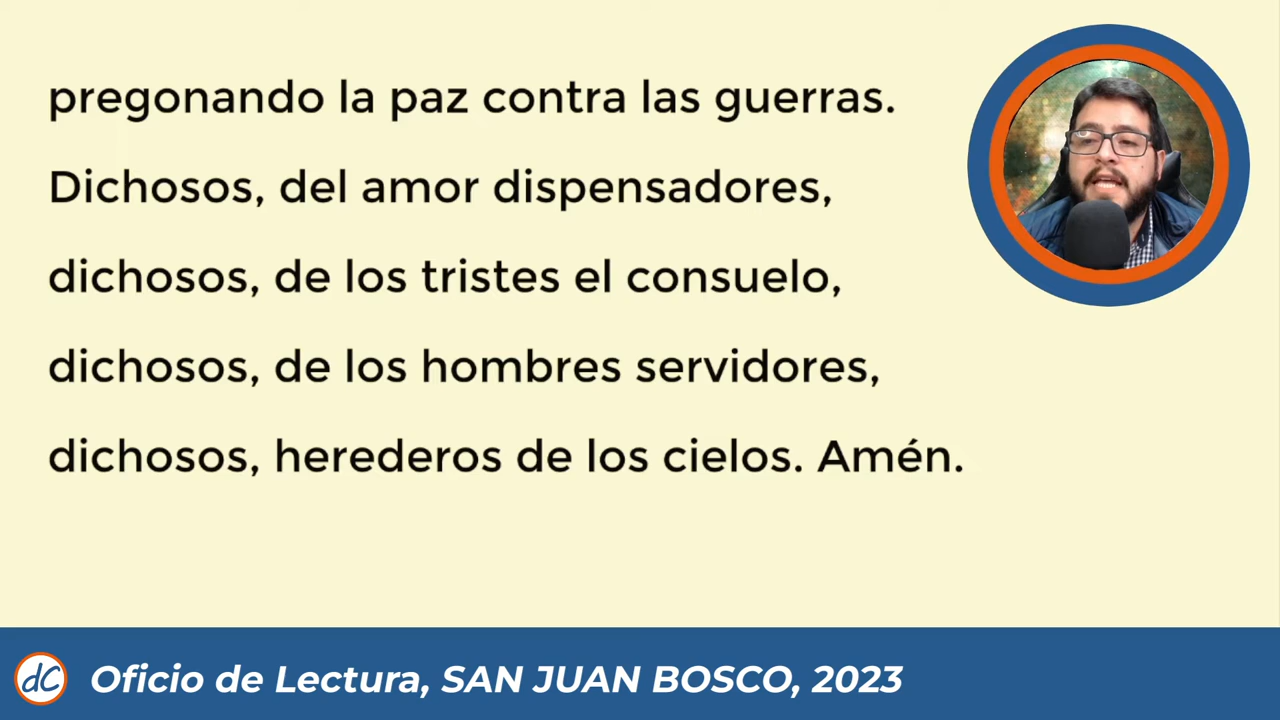 pregonando la paz contra las guerras.
Dichosos, del amor dispensadores,
dichosos, de los tristes el consuelo,
dichosos, de los hombres servidores,
dichosos, herederos de los cielos. Amén.
dC Oficio de Lectura, SAN JUAN BOSCO, 2023